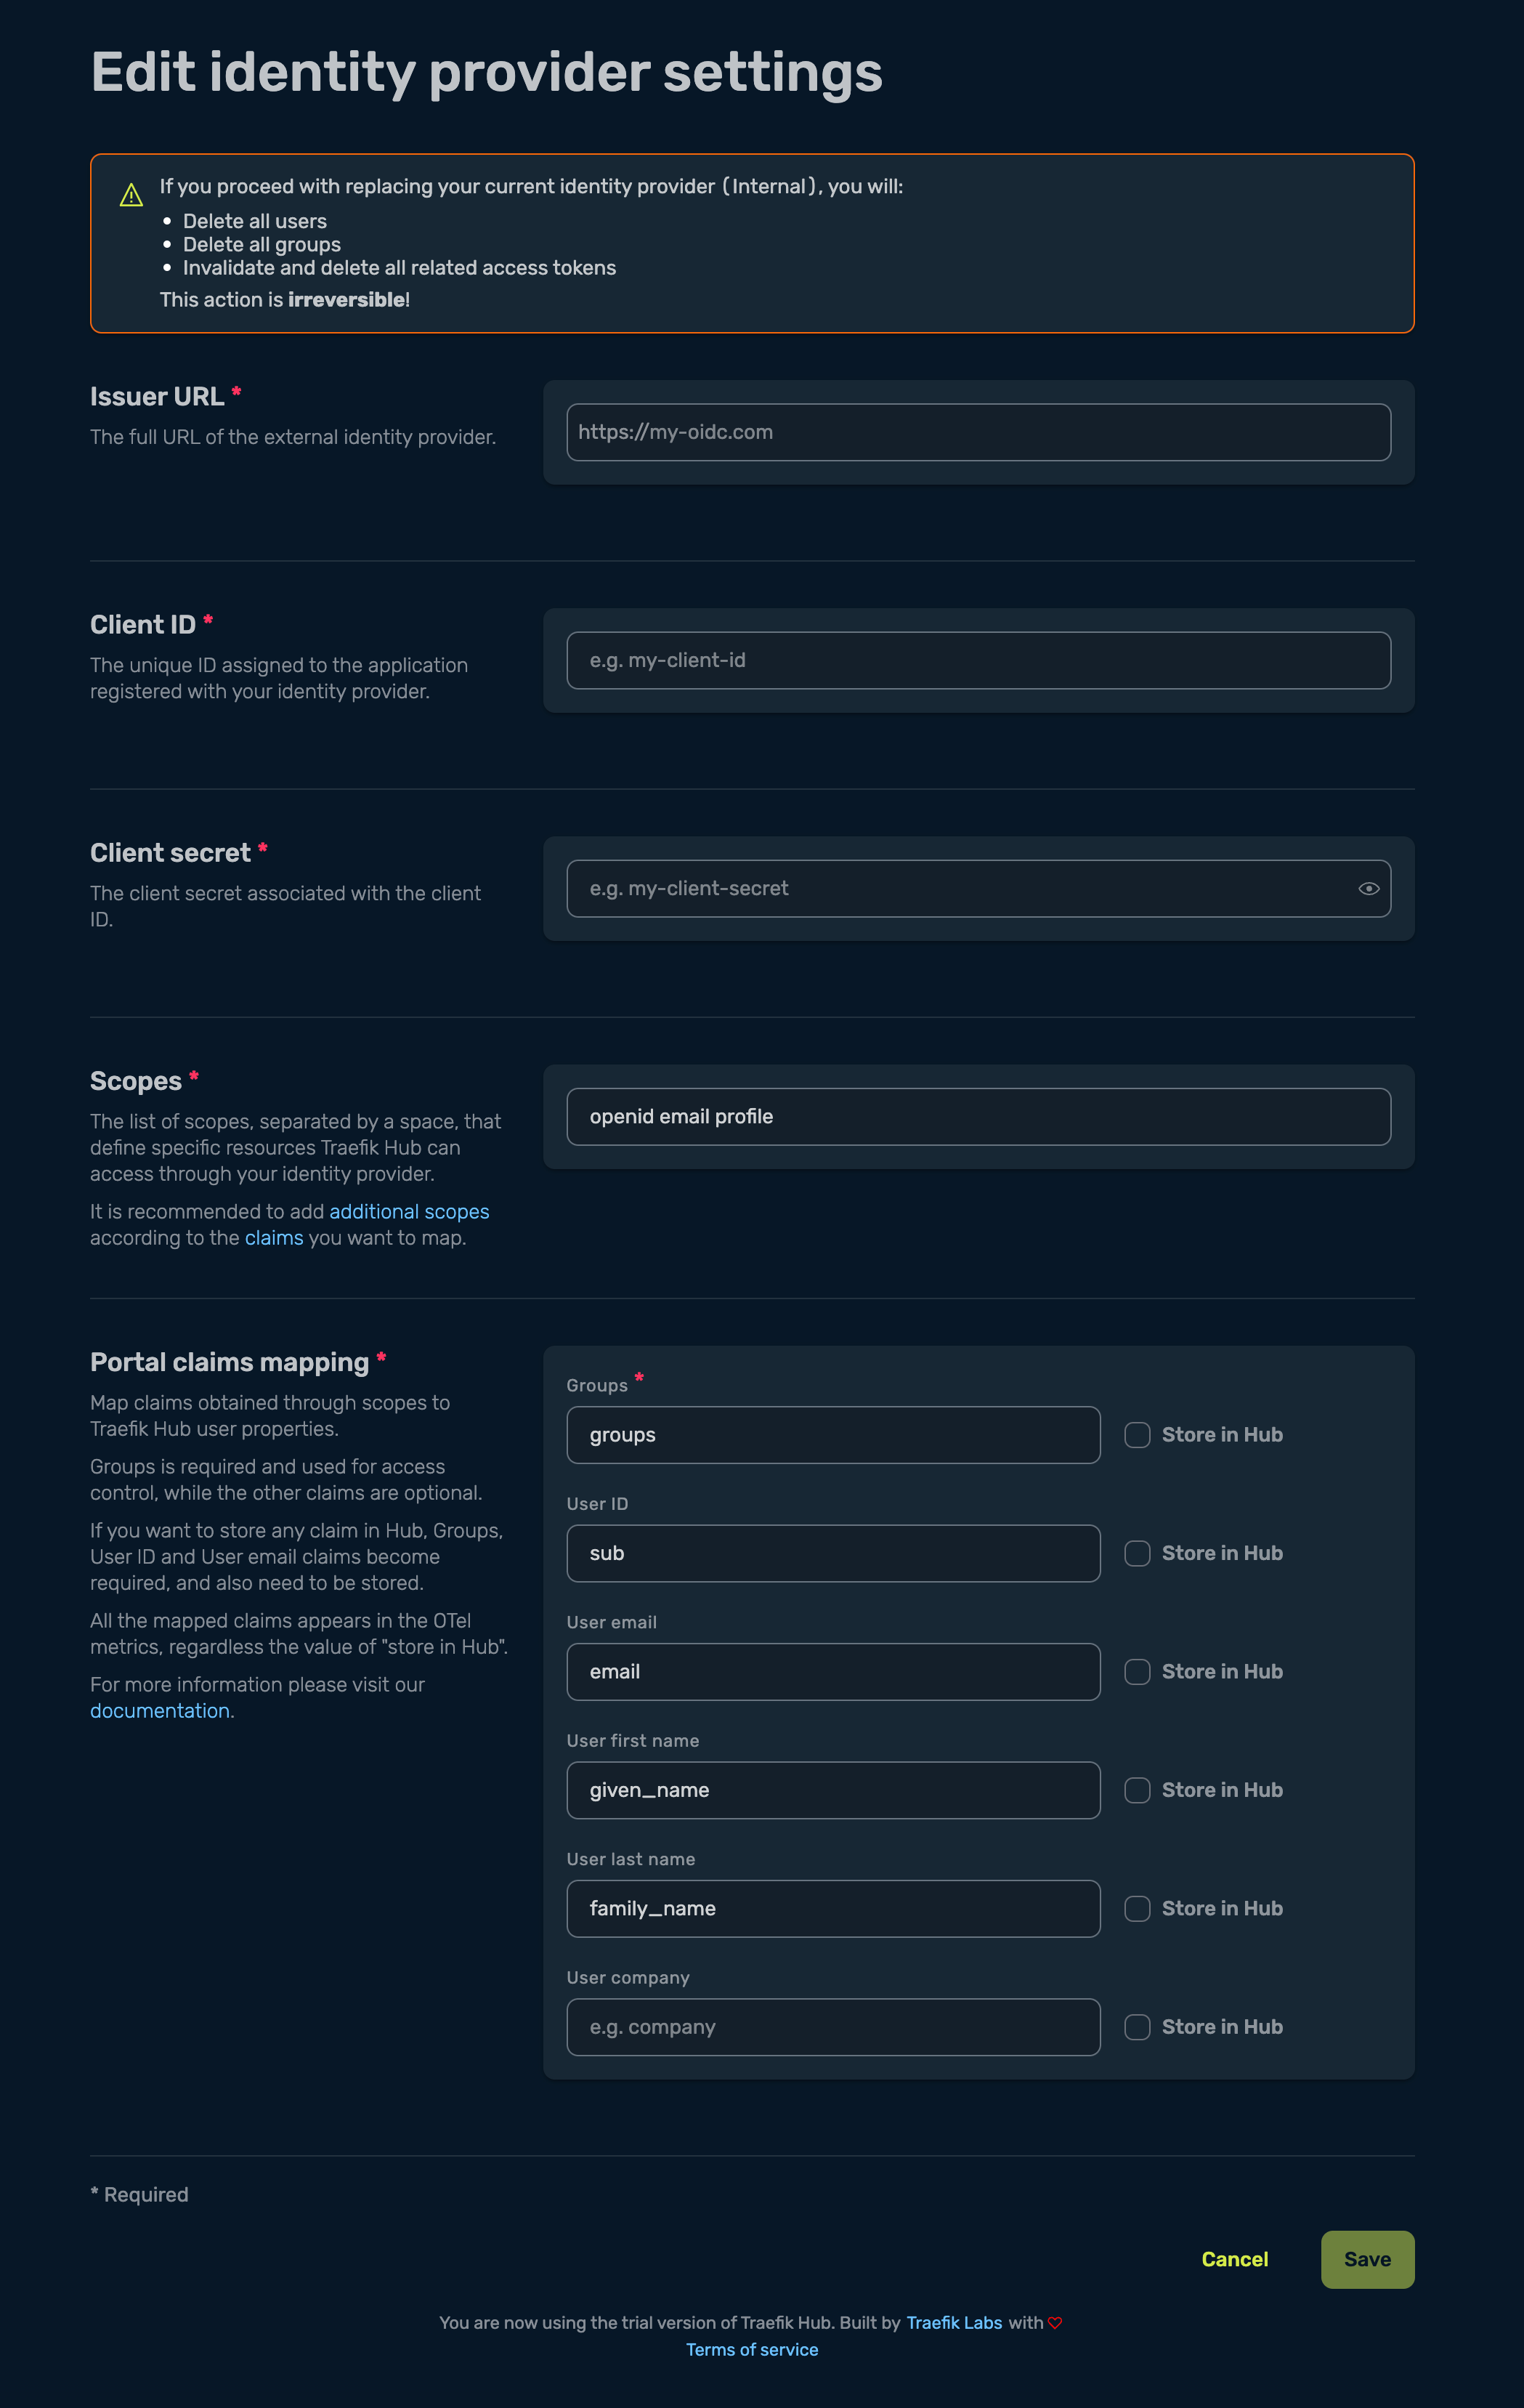 Edit identity provider settings
If you proceed with replacing your current identity provider (Internal), you will:
Delete all users
Delete all groups
Invalidate and delete all related access tokens
This action is irreversible!
Issuer URL *
The full URL of the external identity provider.
https://my-oidc.com
Client ID *
The unique ID assigned to the application
registered with your identity provider.
e.g. my-client-id
Client secret *
The client secret associated with the client
ID.
e.g. my-client-secret
Scopes *
The list of scopes, separated by a space, that
define specific resources Traefik Hub can
access through your identity provider.
It is recommended to add additional scopes
according to the claims you want to map.
openid email profile
Portal claims mapping *
Map claims obtained through scopes to
Traefik Hub user properties.
Groups is required and used for access
control, while the other claims are optional.
If you want to store any claim in Hub, Groups,
User ID and User email claims become
required, and also need to be stored.
All the mapped claims appears in the OTel
metrics, regardless the value of "store in Hub".
For more information please visit our
documentation.
Groups *
groups
Store in Hub
User ID
sub
Store in Hub
User email
email
Store in Hub
User first name
given_name
Store in Hub
User last name
family_name
Store in Hub
User company
e.g. company
Store in Hub
* Required
Cancel
Save
You are now using the trial version of Traefik Hub. Built by Traefik Labs with ♡
Terms of service